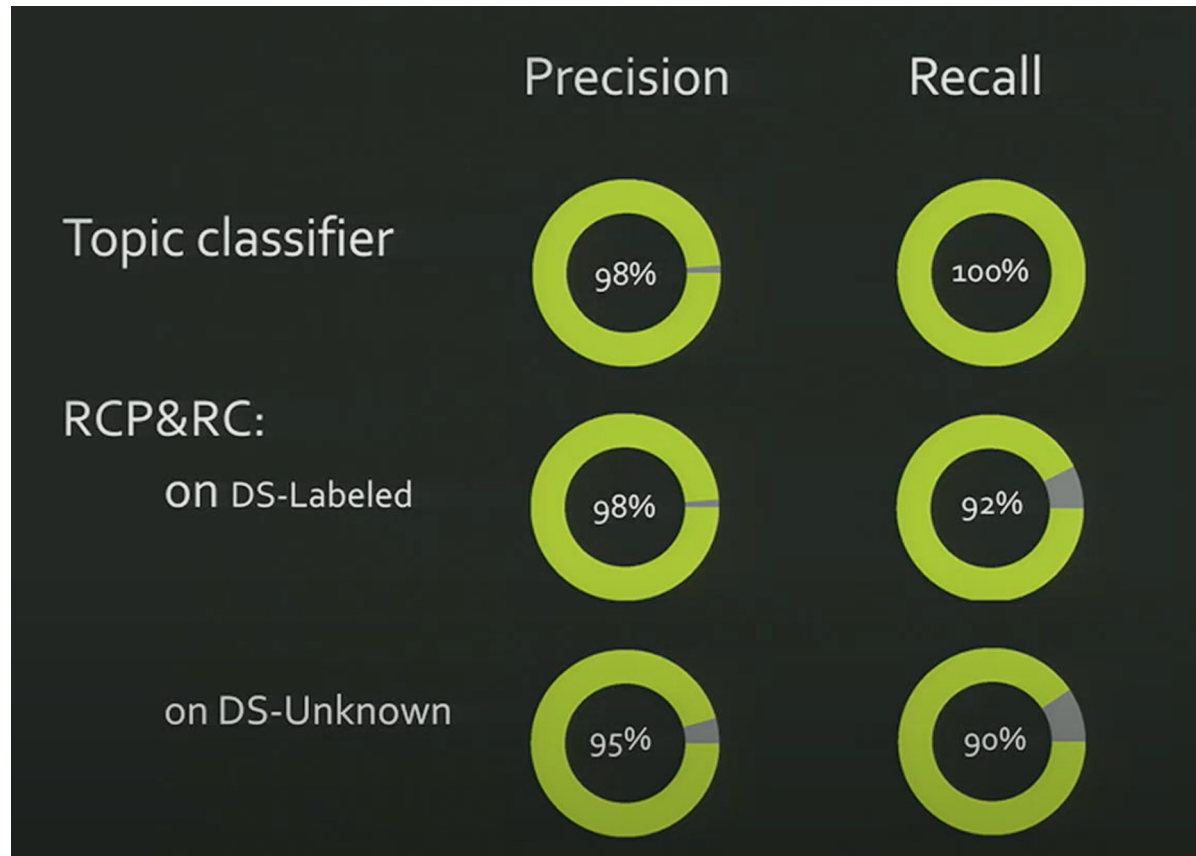 Precision Recall
Topic classifier 98% 100%
RCP&RC:
on DS-Labeled 98% 92%
on DS-Unknown 95% 90%